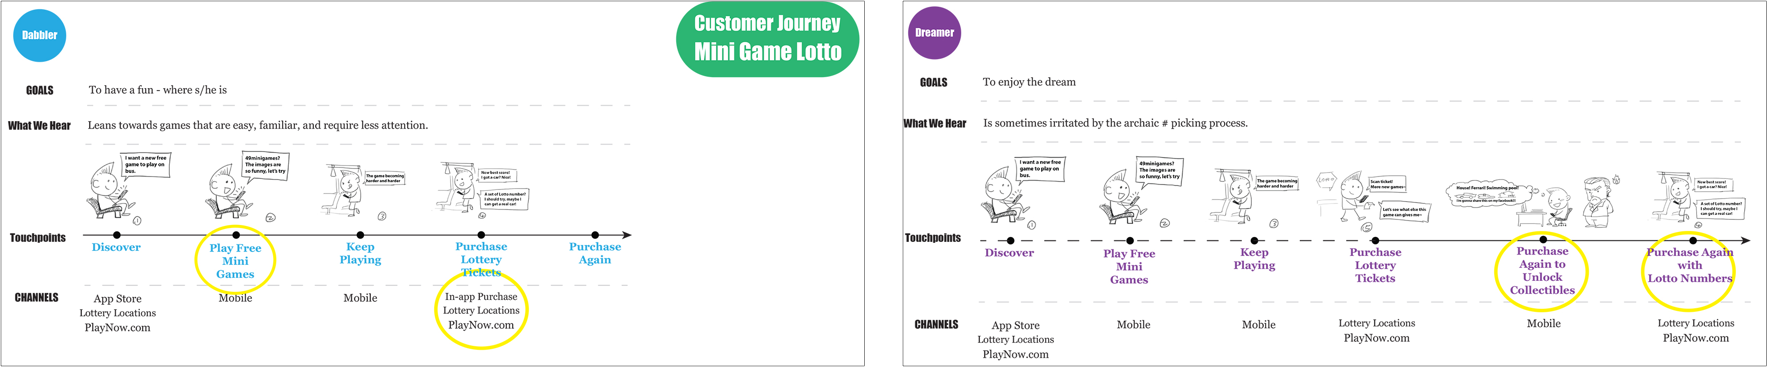 Dabbler
Customer Journey
Mini Game Lotto
GOALS
To have a fun - where s/he is
What We Hear
Leans towards games that are easy, familiar, and require less attention.
I want a new free
game to play on
bus.
1
49minigames?
The images are
so funny, let's try
2
The game becoming
harder and harder
3
New best score!
I got a car? Nice!
A set of Lotto number?
I should try, maybe I
can get a real car!
4
Touchpoints
Discover
Play Free
Mini
Games
Keep
Playing
Purchase
Lottery
Tickets
Purchase
Again
CHANNELS
App Store
Lottery Locations
PlayNow.com
Mobile
Mobile
In-app Purchase
Lottery Locations
PlayNow.com
Dreamer
GOALS
To enjoy the dream
What We Hear
Is sometimes irritated by the archaic # picking process.
I want a new free
game to play on
bus.
1
49minigames?
The images are
so funny, let's try
2
The game becoming
harder and harder
3
Scan ticket!
More new games~
Let's see what else this
game can gives me~
5
House! Ferrari! Swimming pool!
I'm gonna share this on my facebook!!!
New best score!
I got a car? Nice!
A set of Lotto number?
I should try, maybe I
can get a real car!
4
Touchpoints
Discover
Play Free
Mini
Games
Keep
Playing
Purchase
Lottery
Tickets
Purchase
Again to
Unlock
Collectibles
Purchase Again
with
Lotto Numbers
CHANNELS
App Store
Lottery Locations
PlayNow.com
Mobile
Mobile
Lottery Locations
PlayNow.com
Mobile
Lottery Locations
PlayNow.com